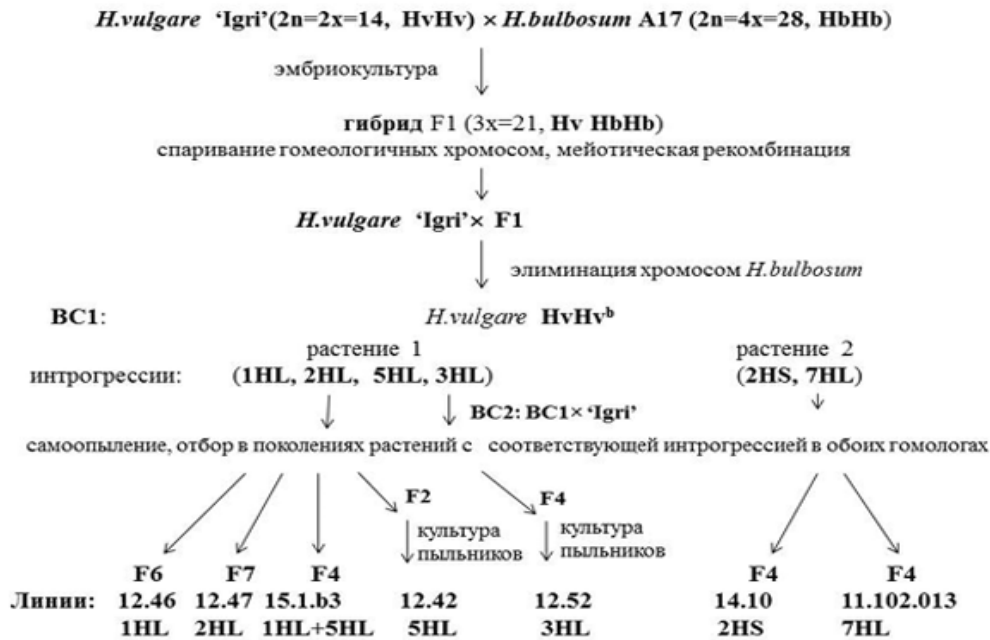 H.vulgare ‘Igri’(2n=2x=14, HvHv) × H.bulbosum A17 (2n=4x=28, HbHb)
эмбриокультура
гибрид F1 (3x=21, Hv HbHb)
спаривание гомеологичных хромосом, мейотическая рекомбинация
H.vulgare ‘Igri’× F1
элиминация хромосом H.bulbosum
BC1: H.vulgare HvHvᵇ
растение 1 растение 2
интрогрессии: (1HL, 2HL, 5HL, 3HL) (2HS, 7HL)
BC2: BC1× ‘Igri’
самоопыление, отбор в поколениях растений с соответствующей интрогрессией в обоих гомологах
F2 F4
культура пыльников культура пыльников
F6 F7 F4 F4 F4
Линии: 12.46 12.47 15.1.b3 12.42 12.52 14.10 11.102.013
1HL 2HL 1HL+5HL 5HL 3HL 2HS 7HL